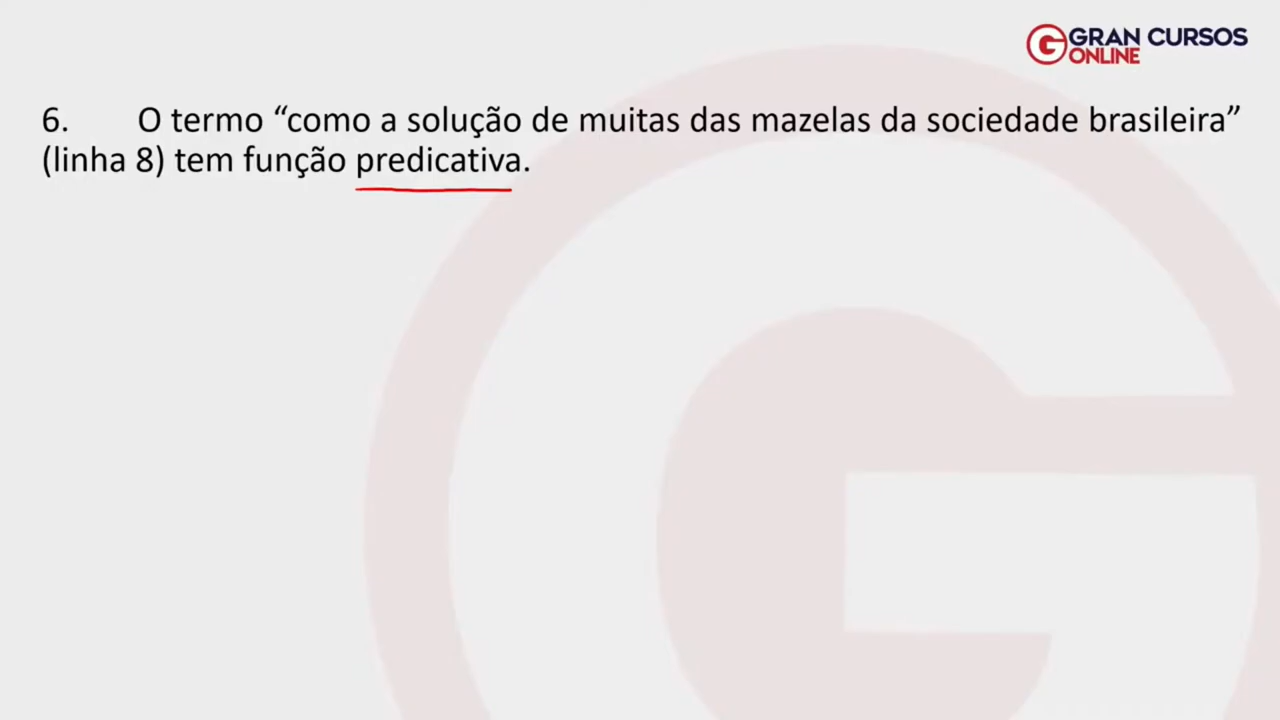 GRAN CURSOS
ONLINE
6. O termo “como a solução de muitas das mazelas da sociedade brasileira”
(linha 8) tem função predicativa.